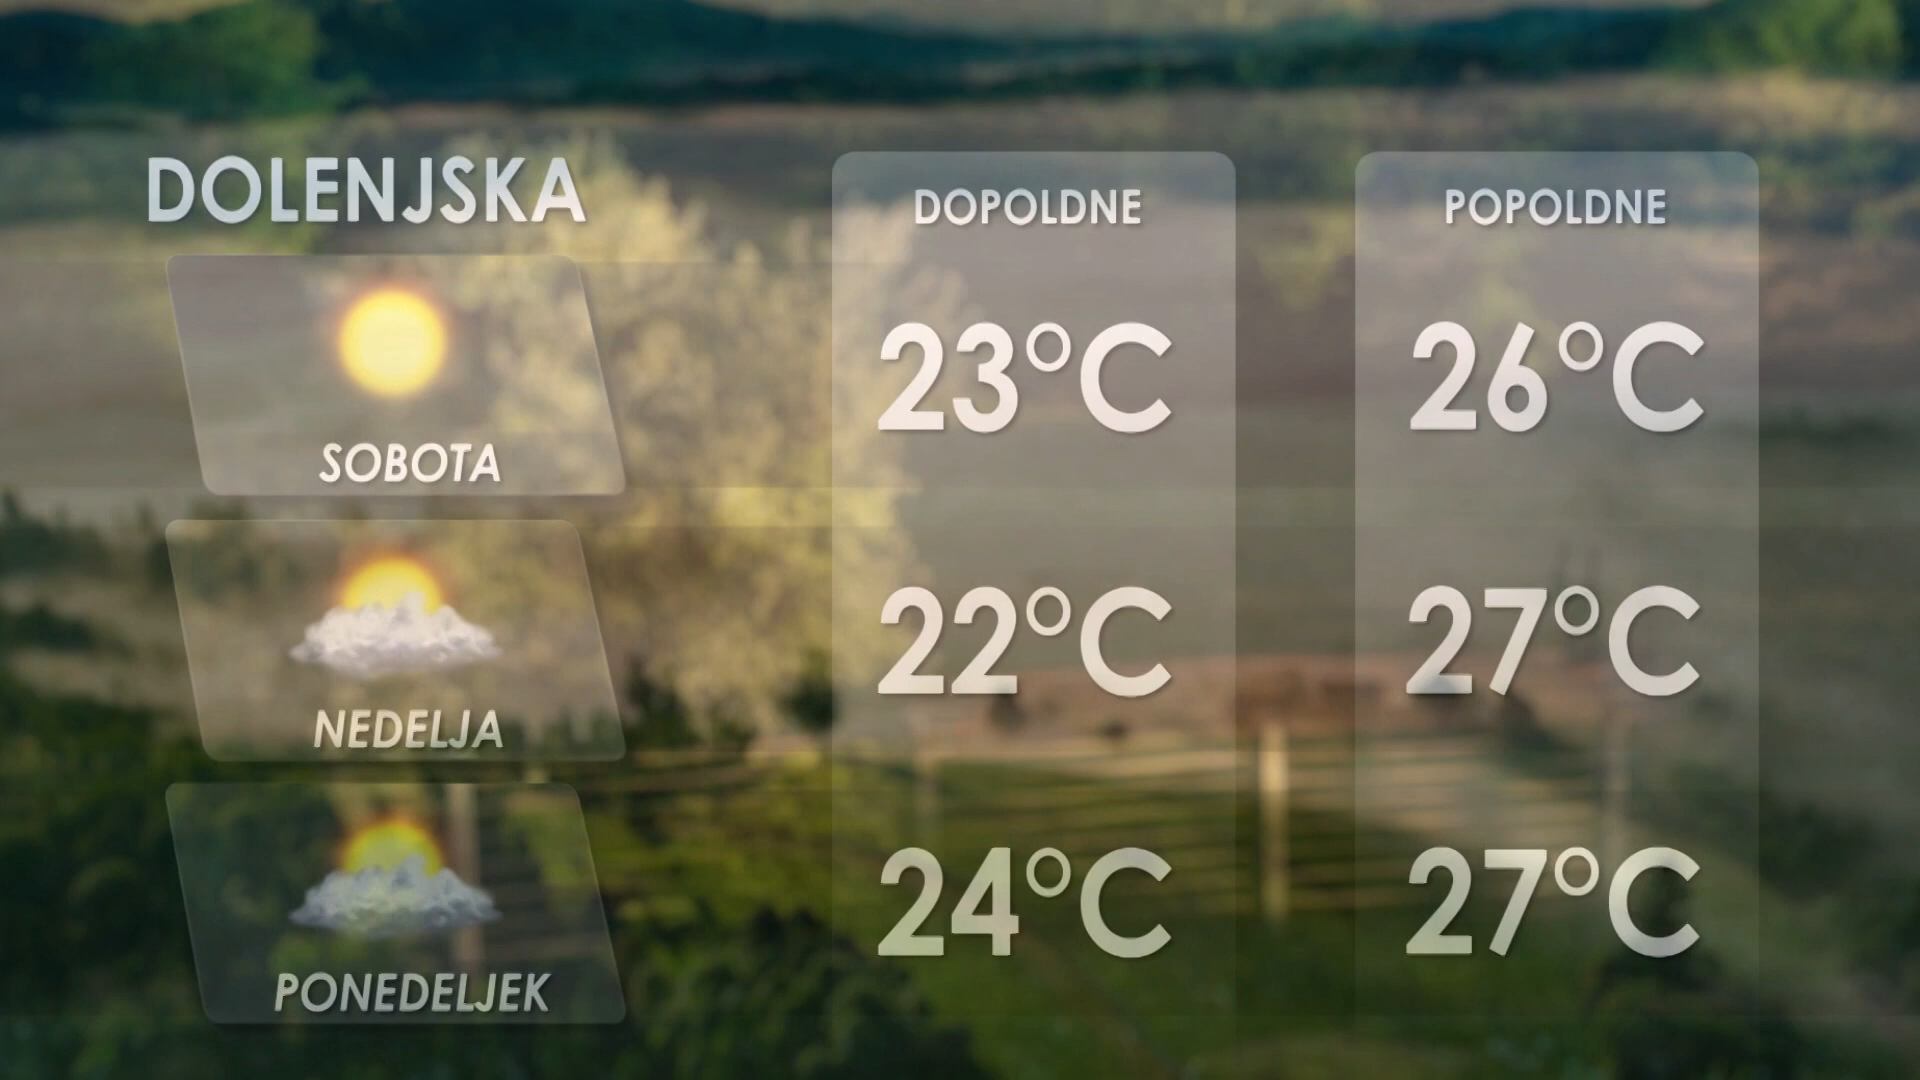 DOLENJSKA
DOPOLDNE
POPOLDNE
SOBOTA
23°C
26°C
NEDELJA
22°C
27°C
PONEDELJEK
24°C
27°C